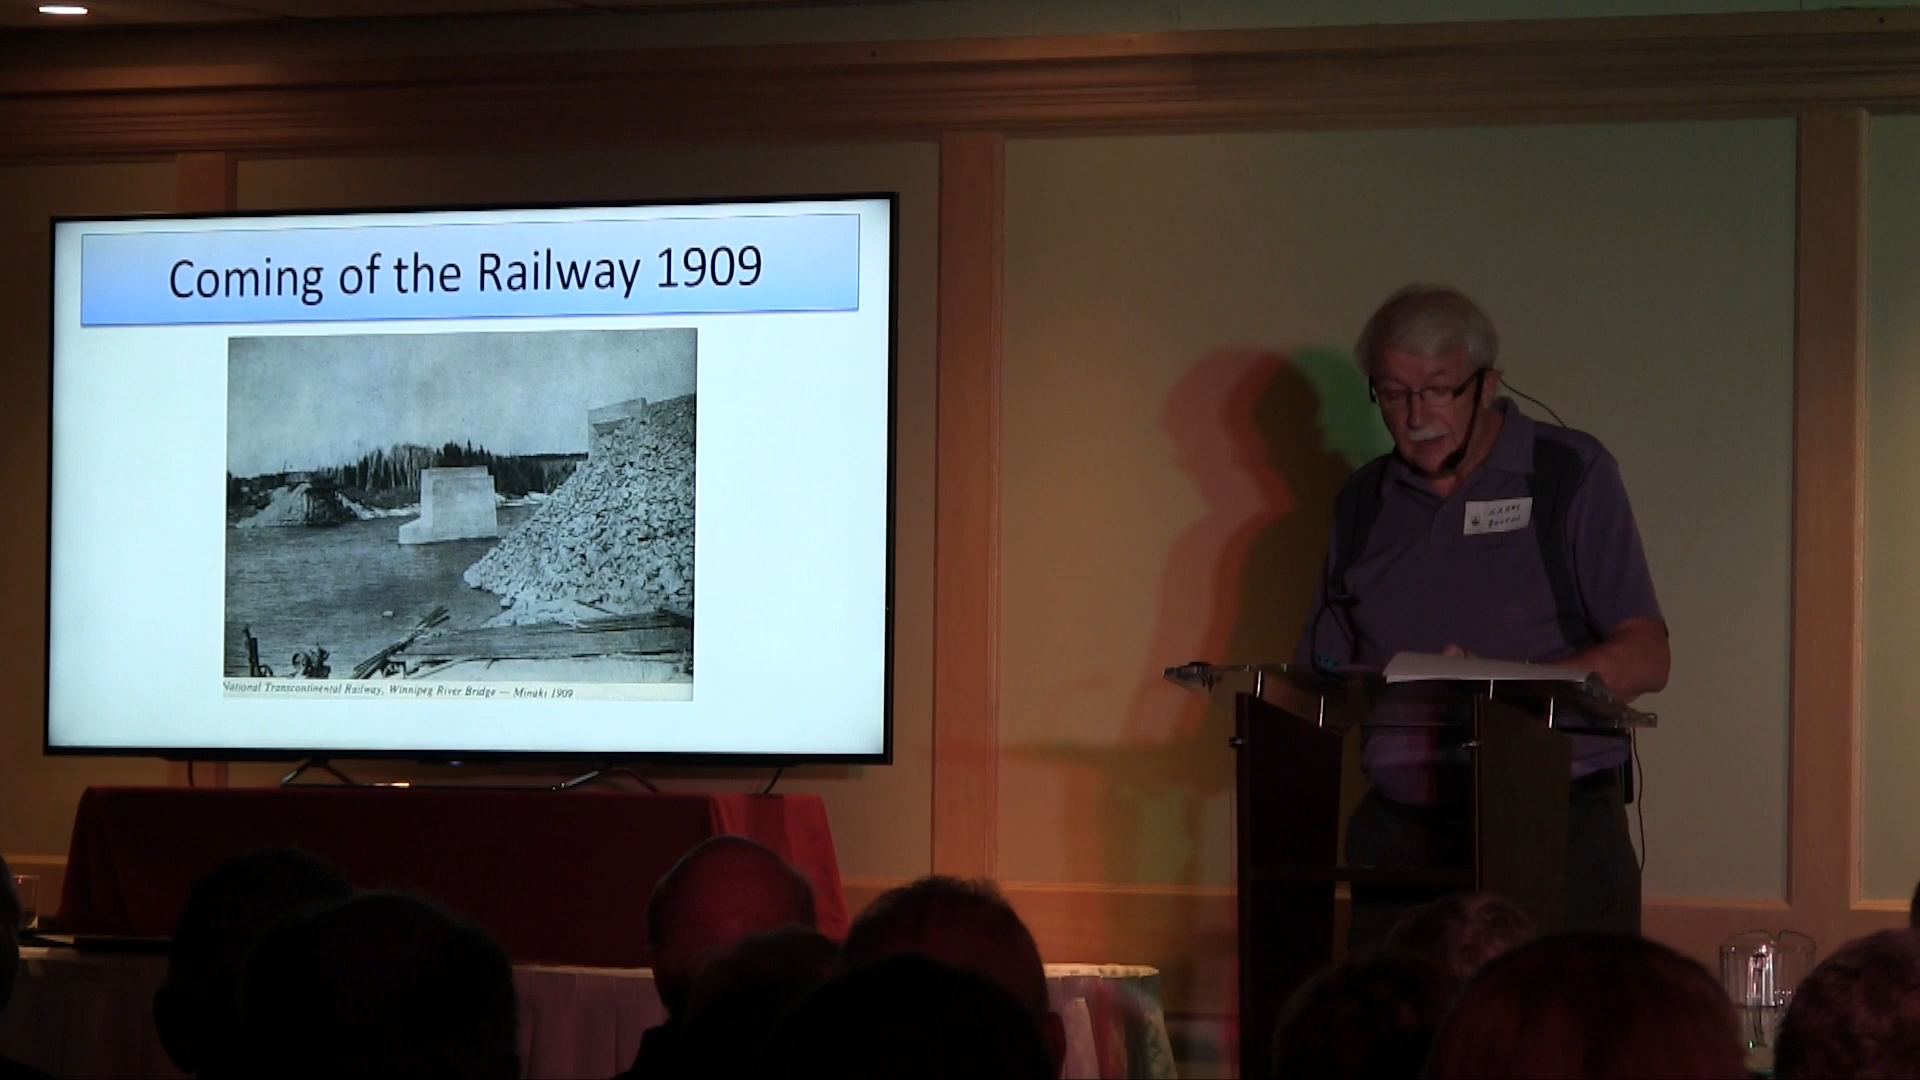 Coming of the Railway 1909
National Transcontinental Railway, Winnipeg River Bridge — Minaki 1909